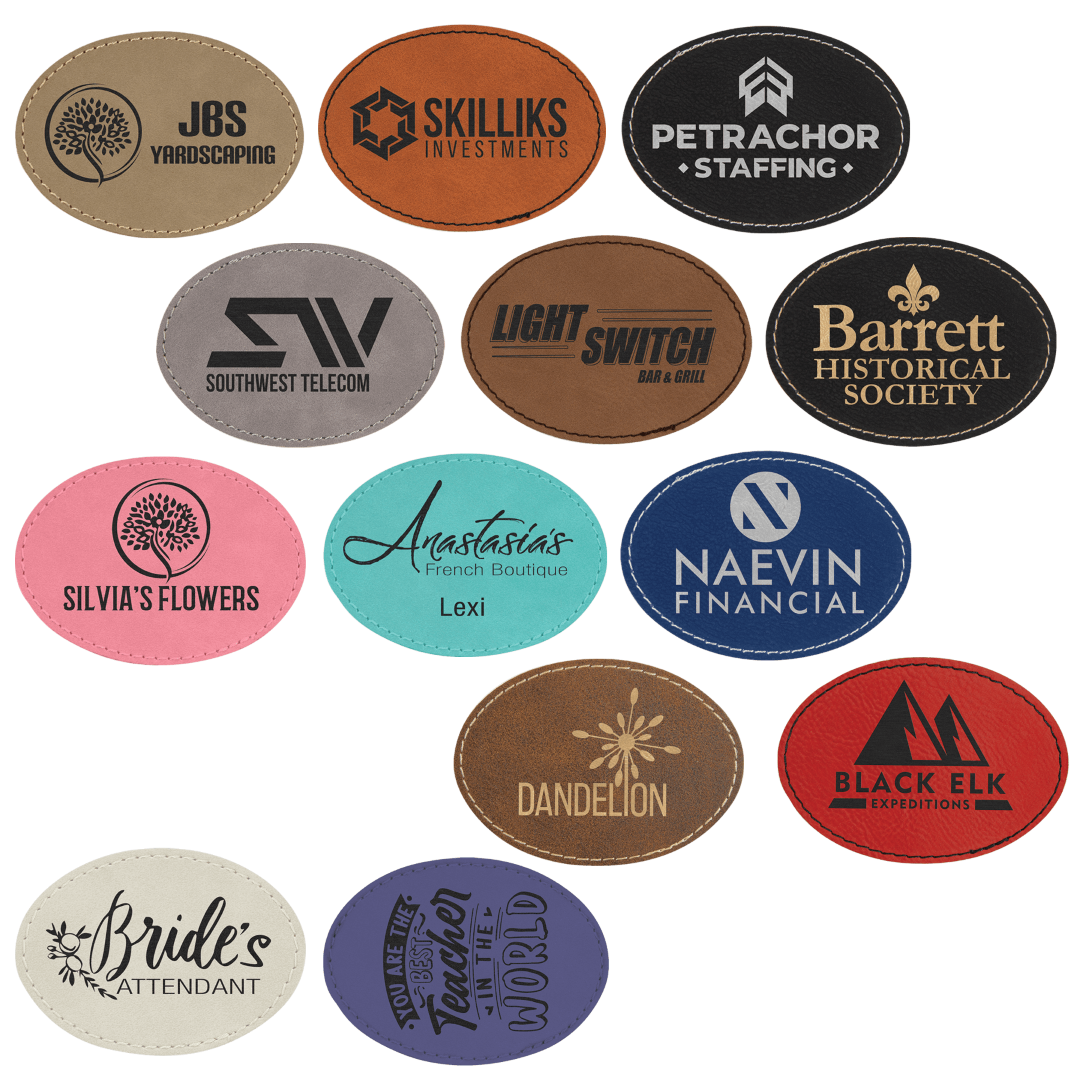 JBS
YARDSCAPING
SKILLIKS
INVESTMENTS
PETRACHOR
• STAFFING •
SOUTHWEST TELECOM
LIGHT
SWITCH
BAR & GRILL
Barrett
HISTORICAL
SOCIETY
SILVIA'S FLOWERS
Anastasia's
French Boutique
Lexi
NAEVIN
FINANCIAL
DANDELION
BLACK ELK
EXPEDITIONS
Bride's
ATTENDANT
YOU ARE THE
BEST
Teacher
IN THE
WORLD